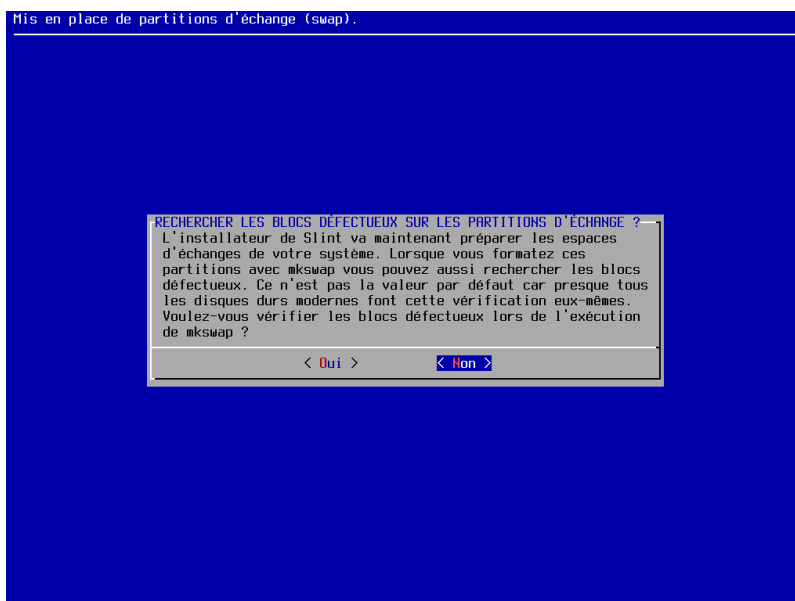 Mis en place de partitions d'échange (swap).
RECHERCHER LES BLOCS DÉFECTUEUX SUR LES PARTITIONS D'ÉCHANGE ?
L'installateur de Slint va maintenant préparer les espaces
d'échanges de votre système. Lorsque vous formatez ces
partitions avec mkswap vous pouvez aussi rechercher les blocs
défectueux. Ce n'est pas la valeur par défaut car presque tous
les disques durs modernes font cette vérification eux-mêmes.
Voulez-vous vérifier les blocs défectueux lors de l'exécution
de mkswap ?
< Oui > < Non >